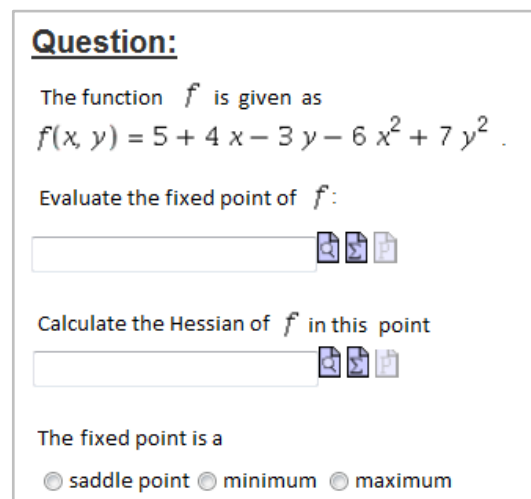 Question:
The function f is given as
f(x, y) = 5 + 4 x − 3 y − 6 x² + 7 y² .
Evaluate the fixed point of f:
Calculate the Hessian of f in this point
The fixed point is a
saddle point minimum maximum